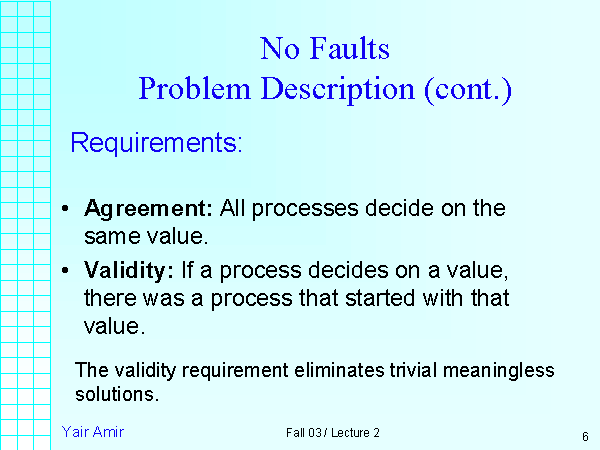 No Faults
Problem Description (cont.)
Requirements:
• Agreement: All processes decide on the
same value.
• Validity: If a process decides on a value,
there was a process that started with that
value.
The validity requirement eliminates trivial meaningless
solutions.
Yair Amir
Fall 03/ Lecture 2
6